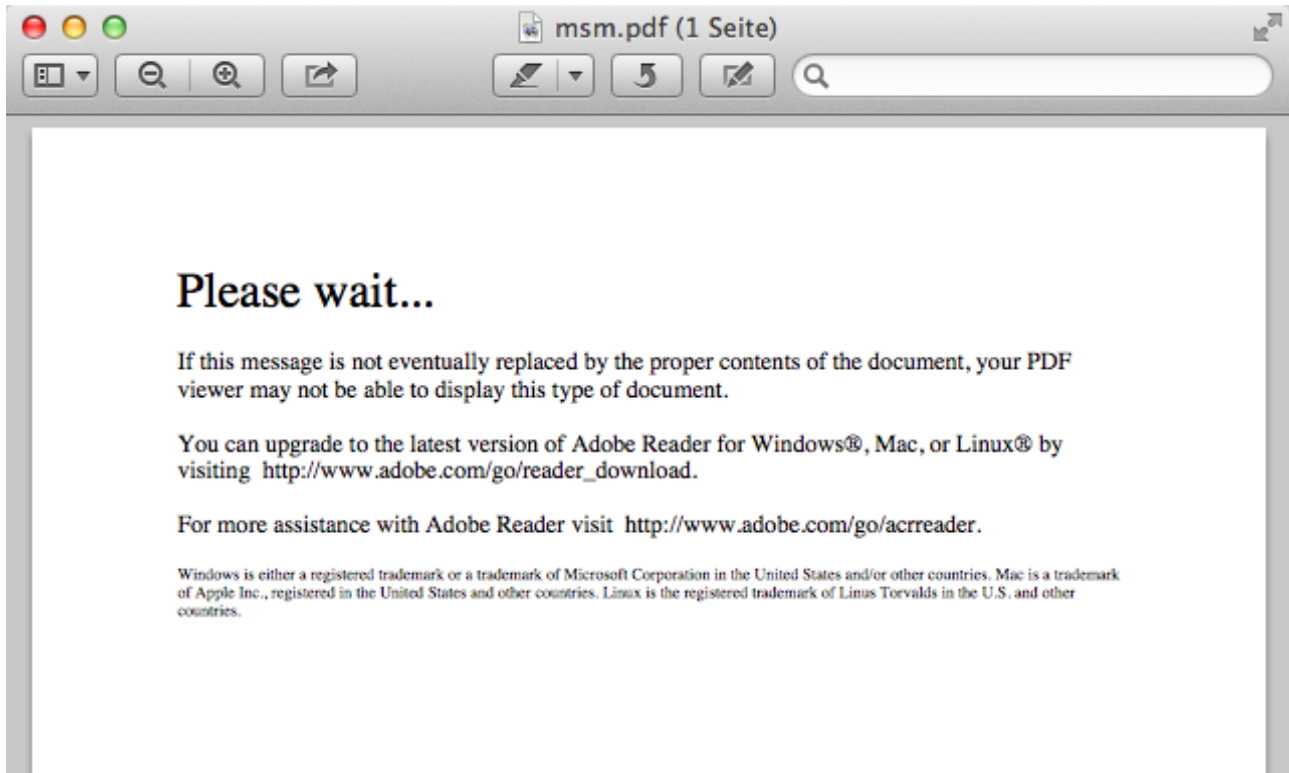 msm.pdf (1 Seite)
Please wait...
If this message is not eventually replaced by the proper contents of the document, your PDF
viewer may not be able to display this type of document.
You can upgrade to the latest version of Adobe Reader for Windows®, Mac, or Linux® by
visiting  http://www.adobe.com/go/reader_download.
For more assistance with Adobe Reader visit  http://www.adobe.com/go/acrreader.
Windows is either a registered trademark or a trademark of Microsoft Corporation in the United States and/or other countries. Mac is a trademark
of Apple Inc., registered in the United States and other countries. Linux is the registered trademark of Linus Torvalds in the U.S. and other
countries.